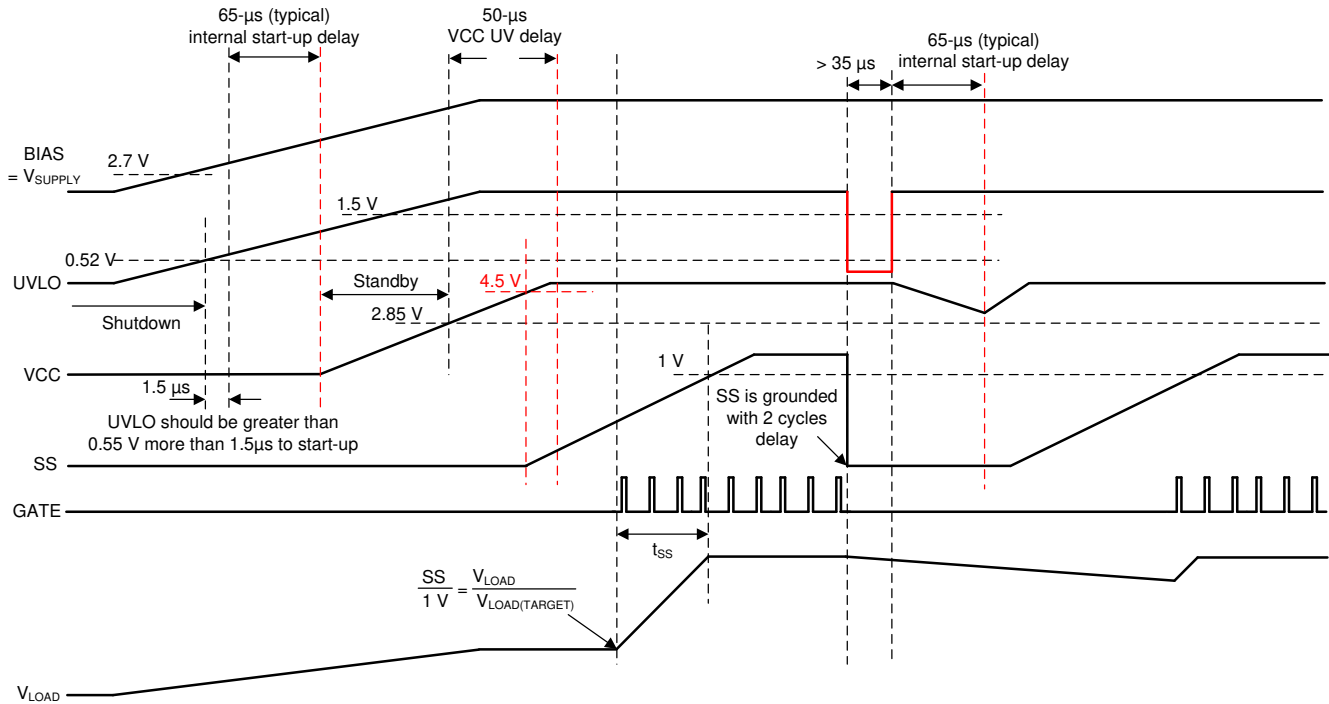 65-µs (typical)
internal start-up delay
50-µs
VCC UV delay
65-µs (typical)
internal start-up delay
> 35 µs
BIAS
= VSUPPLY
2.7 V
1.5 V
0.52 V
UVLO
Standby
4.5 V
Shutdown
2.85 V
VCC
1 V
1.5 µs
SS is grounded
with 2 cycles
delay
UVLO should be greater than
0.55 V more than 1.5µs to start-up
SS
GATE
tSS
SS
1 V
=
VLOAD
VLOAD(TARGET)
VLOAD